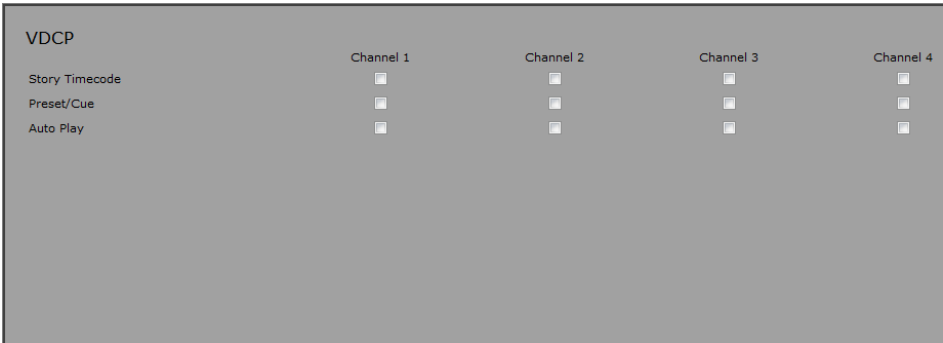 VDCP
Channel 1 Channel 2 Channel 3 Channel 4
Story Timecode
Preset/Cue
Auto Play